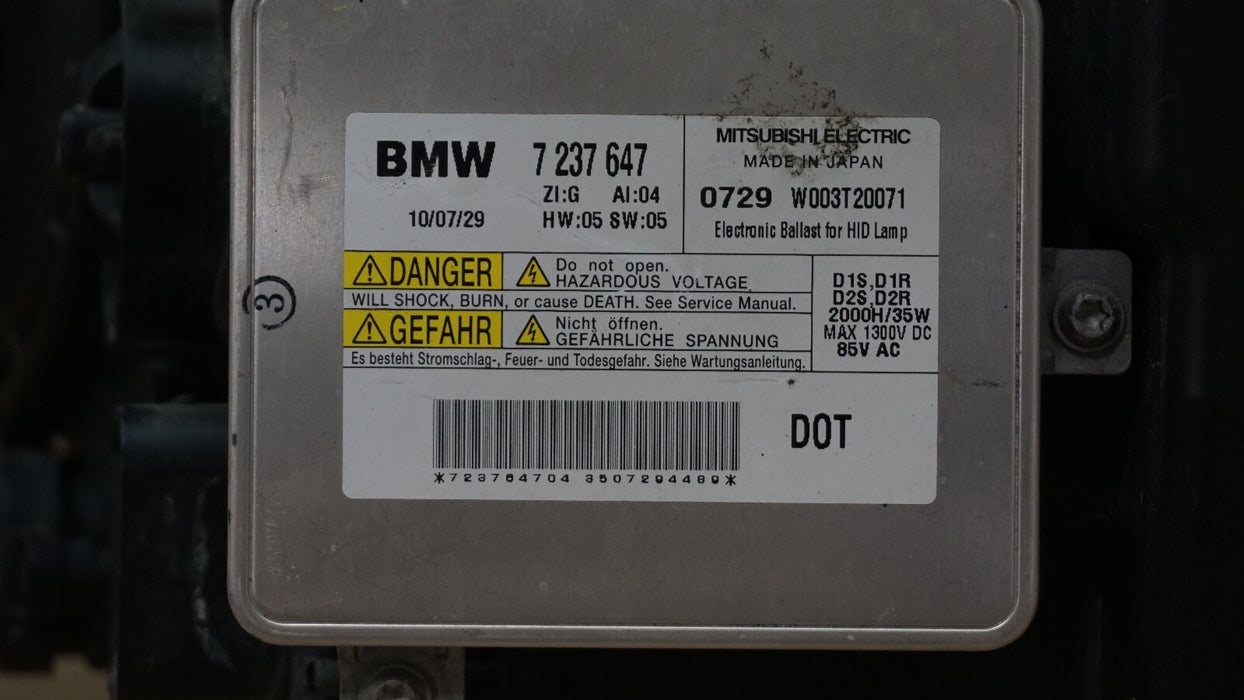 BMW 7 237 647
ZI:G AI:04
10/07/29 HW:05 SW:05
MITSUBISHI ELECTRIC
MADE IN JAPAN
0729 W003T20071
Electronic Ballast for HID Lamp
DANGER
Do not open.
HAZARDOUS VOLTAGE
WILL SHOCK, BURN, or cause DEATH. See Service Manual.
GEFAHR
Nicht öffnen.
GEFÄHRLICHE SPANNUNG
Es besteht Stromschlag-, Feuer- und Todesgefahr. Siehe Wartungsanleitung.
D1S,D1R
D2S,D2R
2000H/35W
MAX 1300V DC
85V AC
3
DOT
*723764704 3507294489*